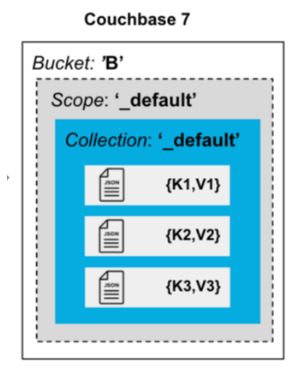 Couchbase 7
Bucket: 'B'
Scope: '_default'
Collection: '_default'
JSON {K1,V1}
JSON {K2,V2}
JSON {K3,V3}